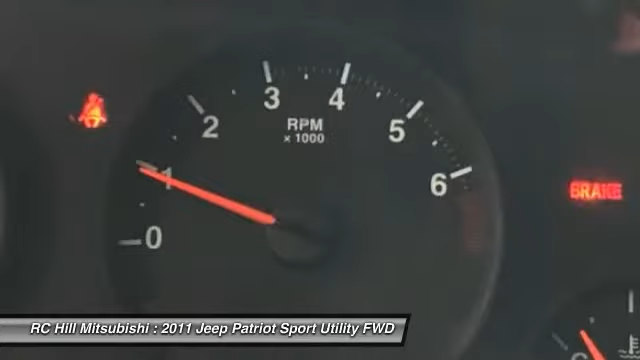 3 4
2 RPM 5
× 1000
1 6
BRAKE
0
RC Hill Mitsubishi : 2011 Jeep Patriot Sport Utility FWD